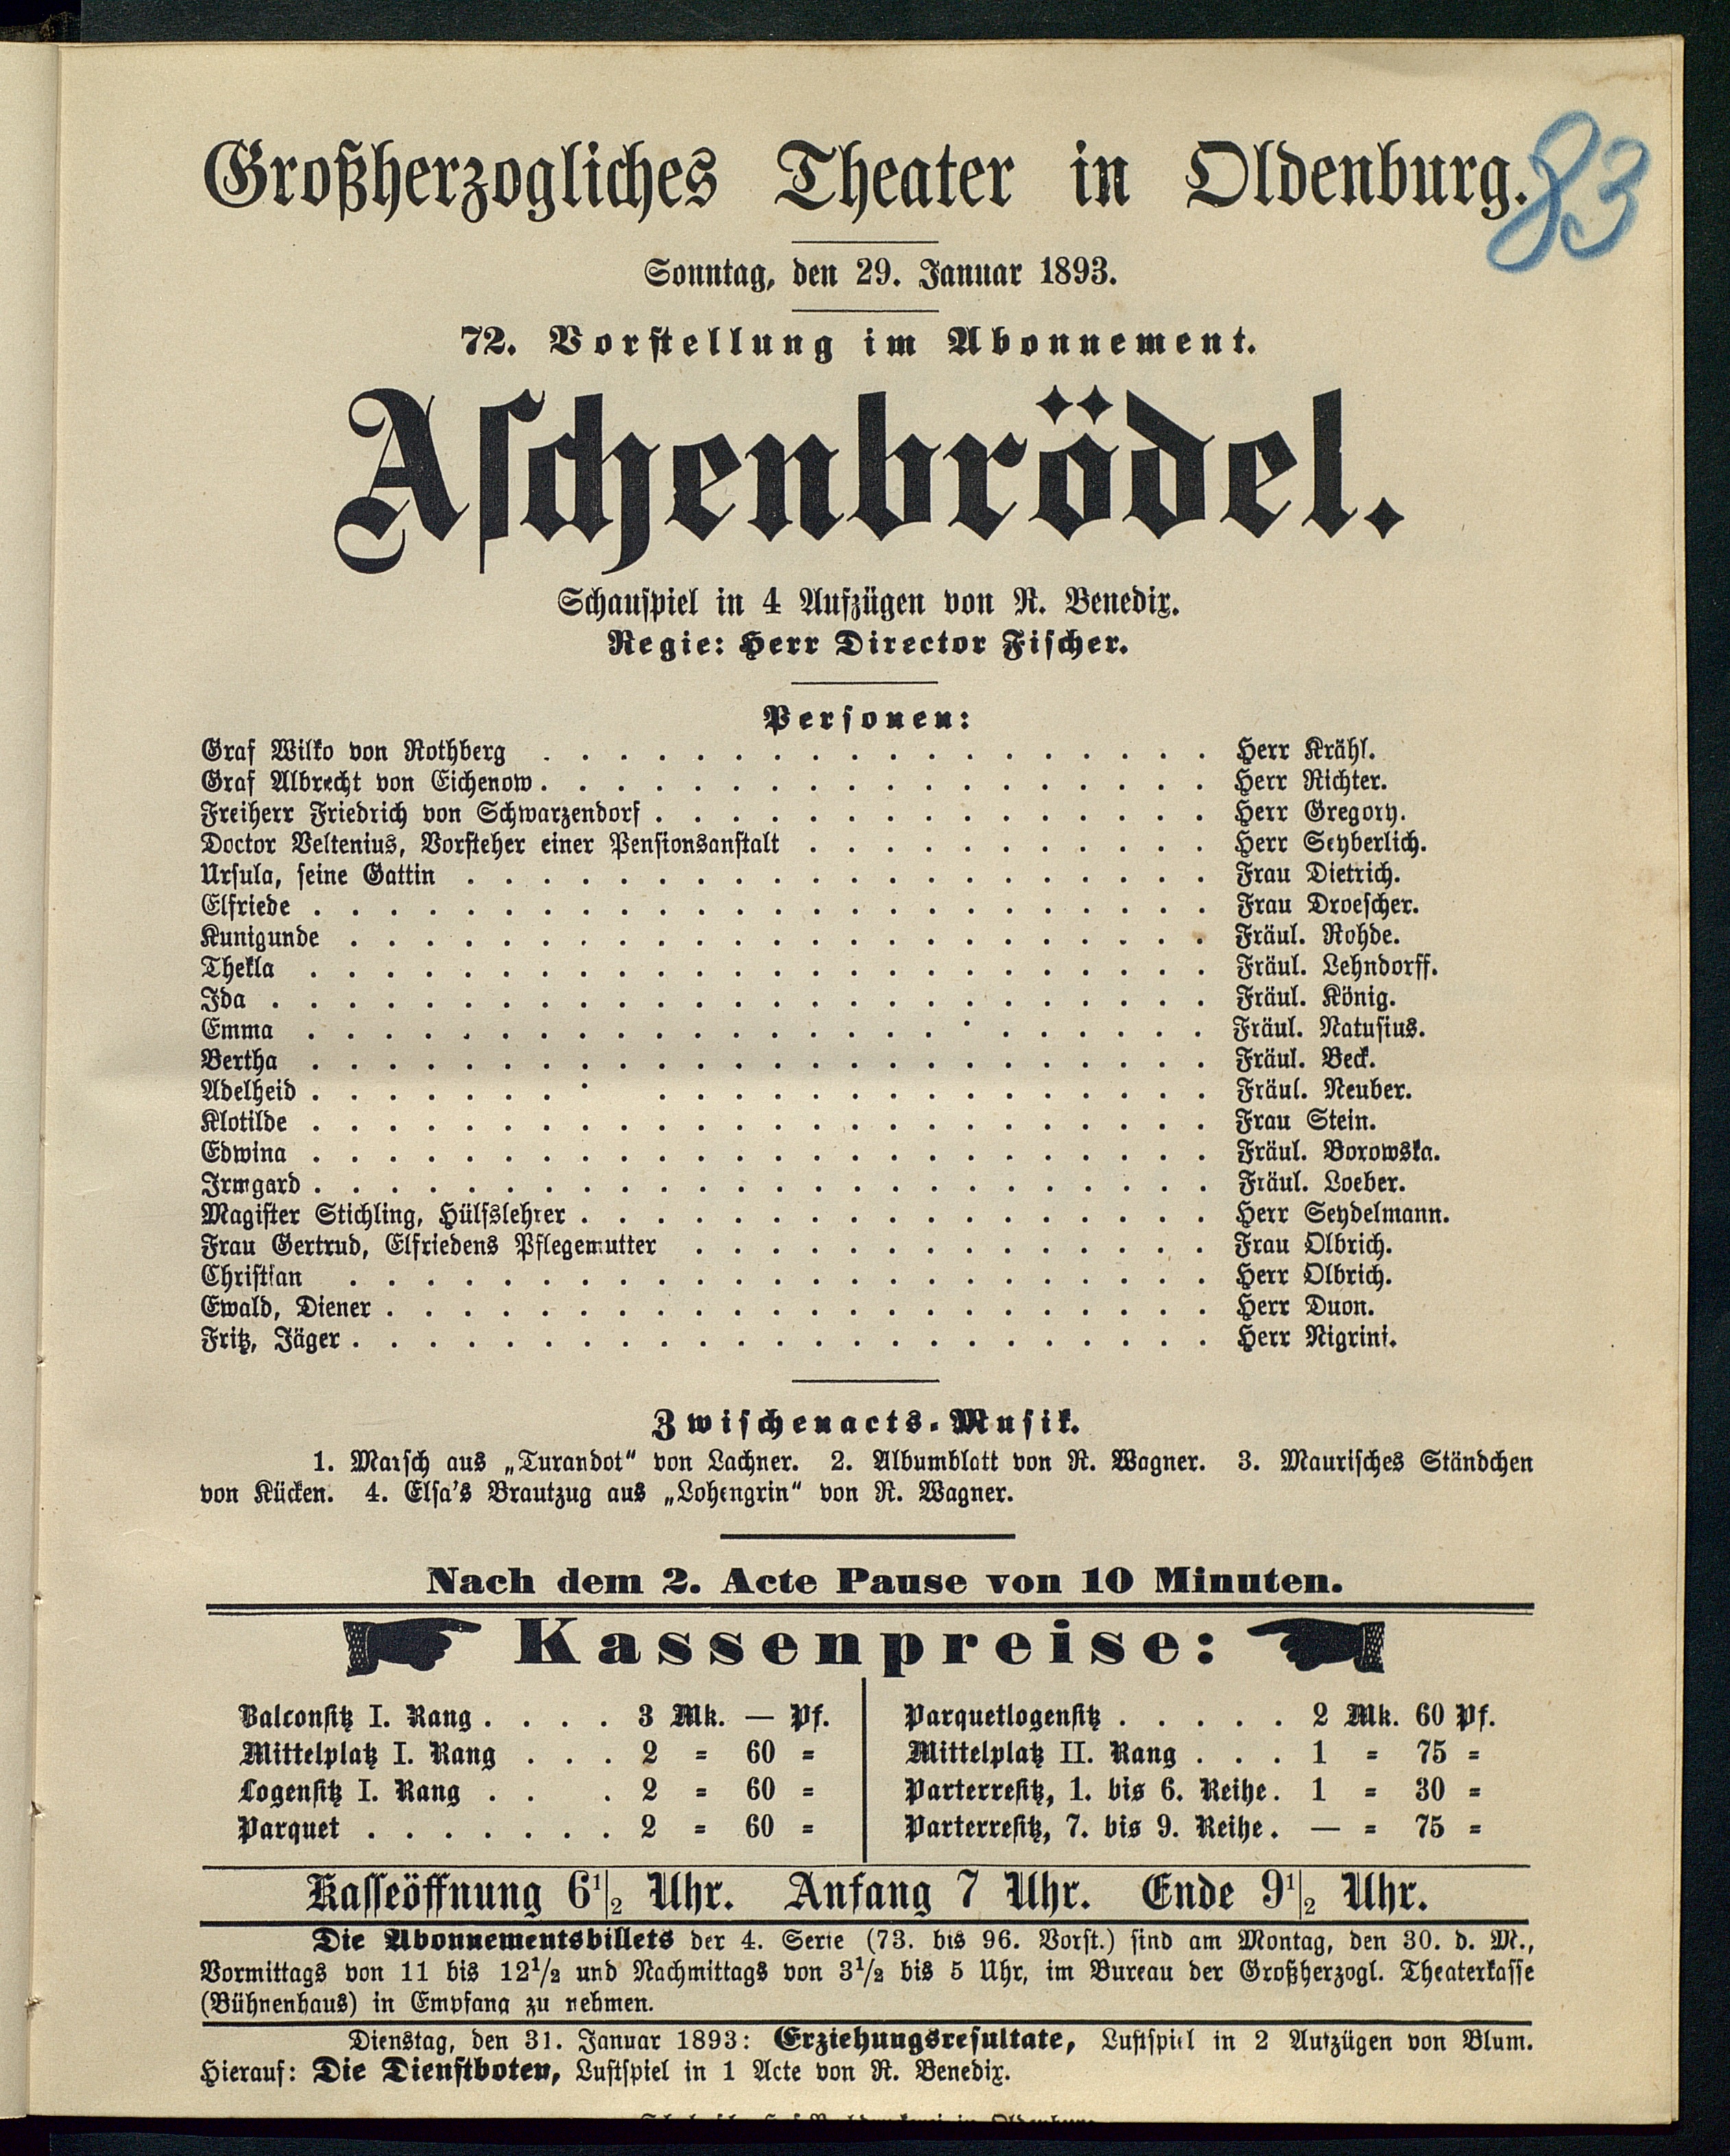 83
Großherzogliches Theater in Oldenburg.
Sonntag, den 29. Januar 1893.
72. Vorstellung im Abonnement.
Aschenbrödel.
Schauspiel in 4 Aufzügen von R. Benedix.
Regie: Herr Director Fischer.
Personen:
Graf Wilko von Rothberg . . . . . . . . . . . . . . . . . . Herr Krähl.
Graf Albrecht von Eichenow . . . . . . . . . . . . . . . . . . Herr Richter.
Freiherr Friedrich von Schwarzendorf . . . . . . . . . . . . . . . Herr Gregory.
Doctor Veltenius, Vorsteher einer Pensionsanstalt . . . . . . . . . . . Herr Seyberlich.
Ursula, seine Gattin . . . . . . . . . . . . . . . . . . . . Frau Dietrich.
Elfriede . . . . . . . . . . . . . . . . . . . . . . . . Frau Droescher.
Kunigunde . . . . . . . . . . . . . . . . . . . . . . . Fräul. Rohde.
Thekla . . . . . . . . . . . . . . . . . . . . . . . . Fräul. Lehndorff.
Ida . . . . . . . . . . . . . . . . . . . . . . . . . Fräul. König.
Emma . . . . . . . . . . . . . . . . . . . . . . . . Fräul. Natusius.
Bertha . . . . . . . . . . . . . . . . . . . . . . . . Fräul. Beck.
Adelheid . . . . . . . . . . . . . . . . . . . . . . . Fräul. Neuber.
Klotilde . . . . . . . . . . . . . . . . . . . . . . . . Frau Stein.
Edwina . . . . . . . . . . . . . . . . . . . . . . . . Fräul. Borowska.
Irmgard . . . . . . . . . . . . . . . . . . . . . . . . Fräul. Loeber.
Magister Stichling, Hülfslehrer . . . . . . . . . . . . . . . . . Herr Seydelmann.
Frau Gertrud, Elfriedens Pflegemutter . . . . . . . . . . . . . . Frau Olbrich.
Christian . . . . . . . . . . . . . . . . . . . . . . . Herr Olbrich.
Ewald, Diener . . . . . . . . . . . . . . . . . . . . . . Herr Duon.
Fritz, Jäger . . . . . . . . . . . . . . . . . . . . . . . Herr Nigrini.
Zwischenacts-Musik.
1. Marsch aus „Turandot“ von Lachner. 2. Albumblatt von R. Wagner. 3. Maurisches Ständchen
von Kücken. 4. Elsa's Brautzug aus „Lohengrin“ von R. Wagner.
Nach dem 2. Acte Pause von 10 Minuten.
Kassenpreise:
Balconsitz I. Rang . . . . 3 Mk. — Pf.
Mittelplatz I. Rang . . . 2 = 60 =
Logensitz I. Rang . . . 2 = 60 =
Parquet . . . . . . . 2 = 60 =
Parquetlogensitz . . . . . 2 Mk. 60 Pf.
Mittelplatz II. Rang . . . 1 = 75 =
Parterresitz, 1. bis 6. Reihe . 1 = 30 =
Parterresitz, 7. bis 9. Reihe . — = 75 =
Kasseöffnung 6½ Uhr. Anfang 7 Uhr. Ende 9½ Uhr.
Die Abonnementsbillets der 4. Serie (73. bis 96. Vorst.) sind am Montag, den 30. d. M.,
Vormittags von 11 bis 12½ und Nachmittags von 3½ bis 5 Uhr, im Bureau der Großherzogl. Theaterkasse
(Bühnenhaus) in Empfang zu nehmen.
Dienstag, den 31. Januar 1893: Erziehungsresultate, Lustspiel in 2 Aufzügen von Blum.
Hierauf: Die Dienstboten, Lustspiel in 1 Acte von R. Benedix.